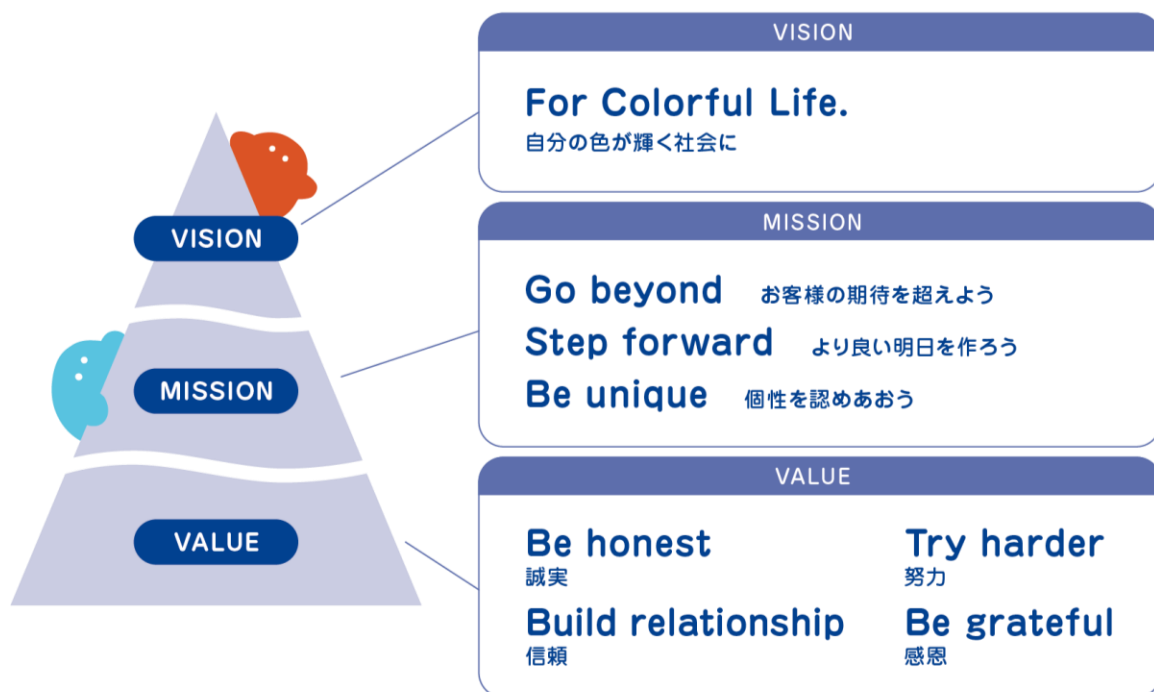 VISION
MISSION
VALUE
VISION
For Colorful Life.
自分の色が輝く社会に
MISSION
Go beyond お客様の期待を超えよう
Step forward より良い明日を作ろう
Be unique 個性を認めあおう
VALUE
Be honest Try harder
誠実 努力
Build relationship Be grateful
信頼 感恩